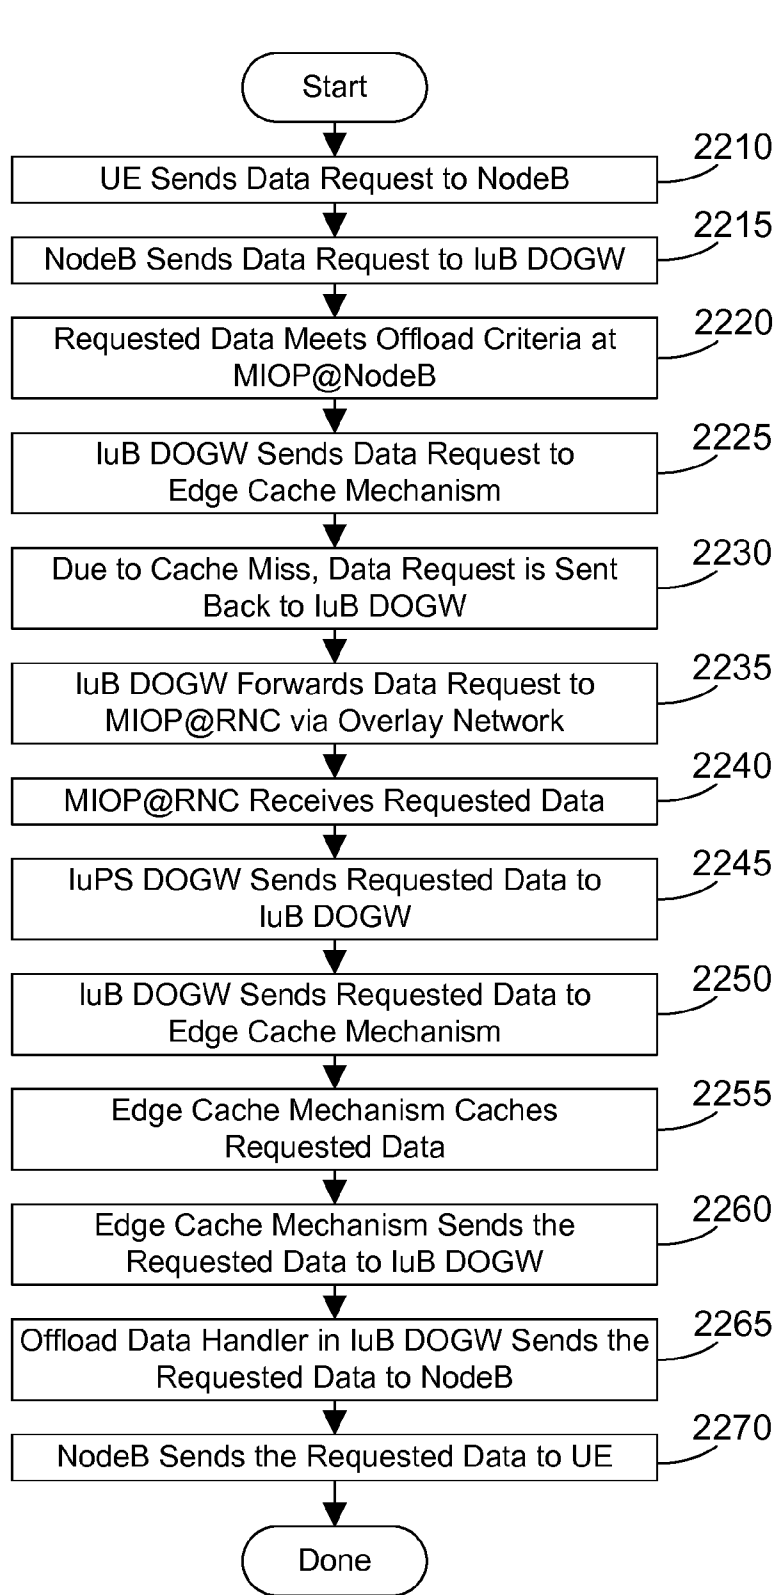 Start
2210
UE Sends Data Request to NodeB
2215
NodeB Sends Data Request to IuB DOGW
2220
Requested Data Meets Offload Criteria at
MIOP@NodeB
2225
IuB DOGW Sends Data Request to
Edge Cache Mechanism
2230
Due to Cache Miss, Data Request is Sent
Back to IuB DOGW
2235
IuB DOGW Forwards Data Request to
MIOP@RNC via Overlay Network
2240
MIOP@RNC Receives Requested Data
2245
IuPS DOGW Sends Requested Data to
IuB DOGW
2250
IuB DOGW Sends Requested Data to
Edge Cache Mechanism
2255
Edge Cache Mechanism Caches
Requested Data
2260
Edge Cache Mechanism Sends the
Requested Data to IuB DOGW
2265
Offload Data Handler in IuB DOGW Sends the
Requested Data to NodeB
2270
NodeB Sends the Requested Data to UE
Done